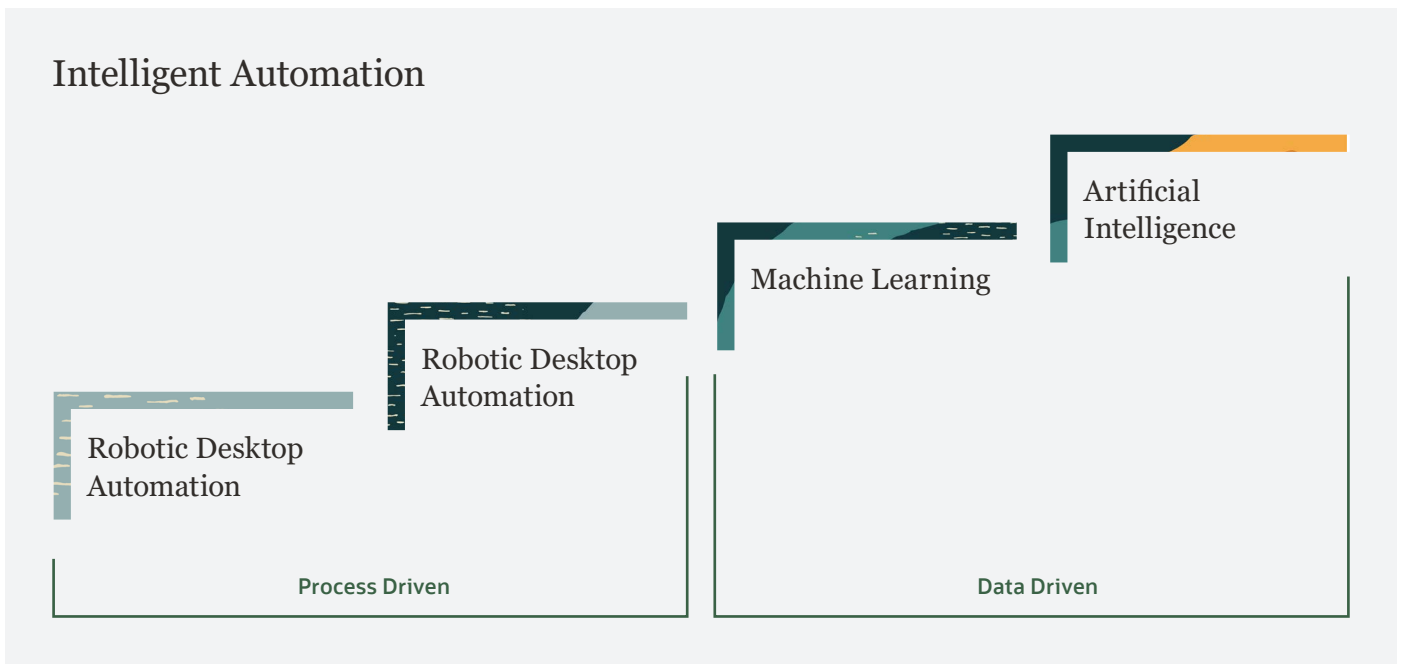 Intelligent Automation
Artificial
Intelligence
Machine Learning
Robotic Desktop
Automation
Robotic Desktop
Automation
Process Driven
Data Driven